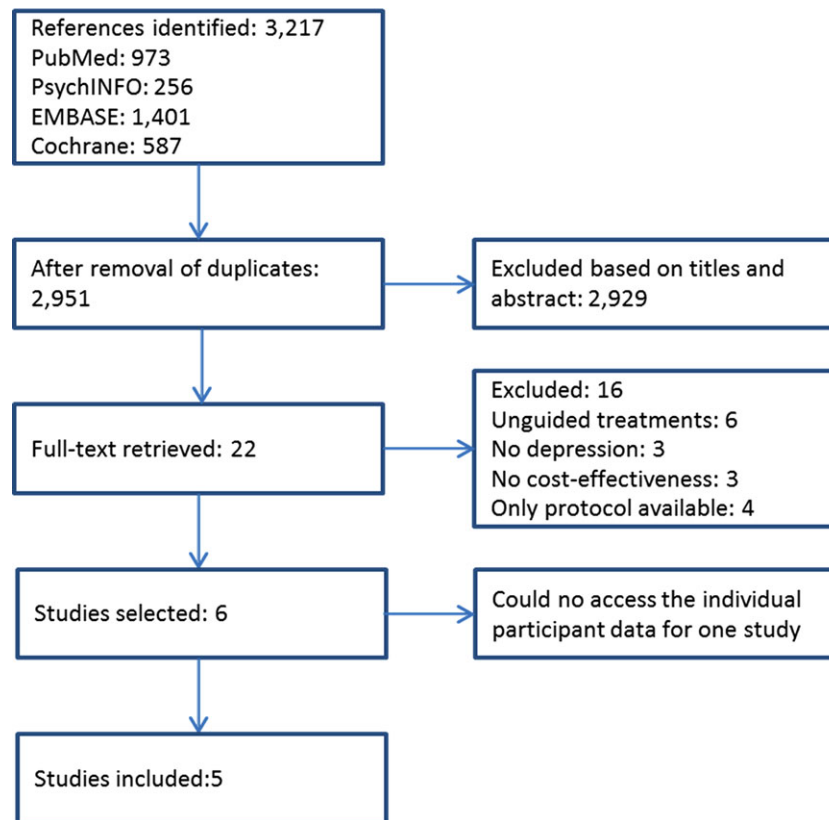 References identified: 3,217
PubMed: 973
PsychINFO: 256
EMBASE: 1,401
Cochrane: 587
After removal of duplicates:
2,951
Excluded based on titles and
abstract: 2,929
Full-text retrieved: 22
Excluded: 16
Unguided treatments: 6
No depression: 3
No cost-effectiveness: 3
Only protocol available: 4
Studies selected: 6
Could no access the individual
participant data for one study
Studies included:5